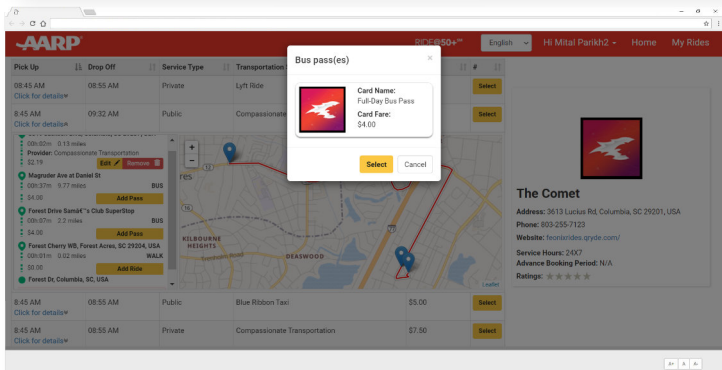 AARP®
RIDE@50+™
English
Hi Mital Parikh2
Home
My Rides
Pick Up
Drop Off
Service Type
Transportation
#
08:45 AM
08:55 AM
Private
Lyft Ride
Select
Click for details
8:45 AM
09:32 AM
Public
Compassionate
Select
Click for details
00h:02m 0.13 miles
Provider: Compassionate Transportation
$2.19
Edit
Remove
Magruder Ave at Daniel St
00h:37m 9.77 miles
BUS
$4.00
Add Pass
Forest Drive Samâ€™s Club SuperStop
00h:07m 2.2 miles
BUS
$4.00
Add Pass
Forest Cherry WB, Forest Acres, SC 29204, USA
00h:01m 0.02 miles
WALK
$0.00
Add Ride
Forest Dr, Columbia, SC, USA
+
−
res
12
16
KILBOURNE
HEIGHTS
Trenholm Road
DEASWOOD
Leaflet
8:45 AM
08:55 AM
Public
Blue Ribbon Taxi
$5.00
Select
Click for details
8:45 AM
08:55 AM
Private
Compassionate Transportation
$7.50
Select
Click for details
Bus pass(es)
×
Card Name:
Full-Day Bus Pass
Card Fare:
$4.00
Select
Cancel
The Comet
Address: 3613 Lucius Rd, Columbia, SC 29201, USA
Phone: 803-255-7123
Website: feonixrides.qryde.com/
Service Hours: 24X7
Advance Booking Period: N/A
Ratings:
A+ A A-